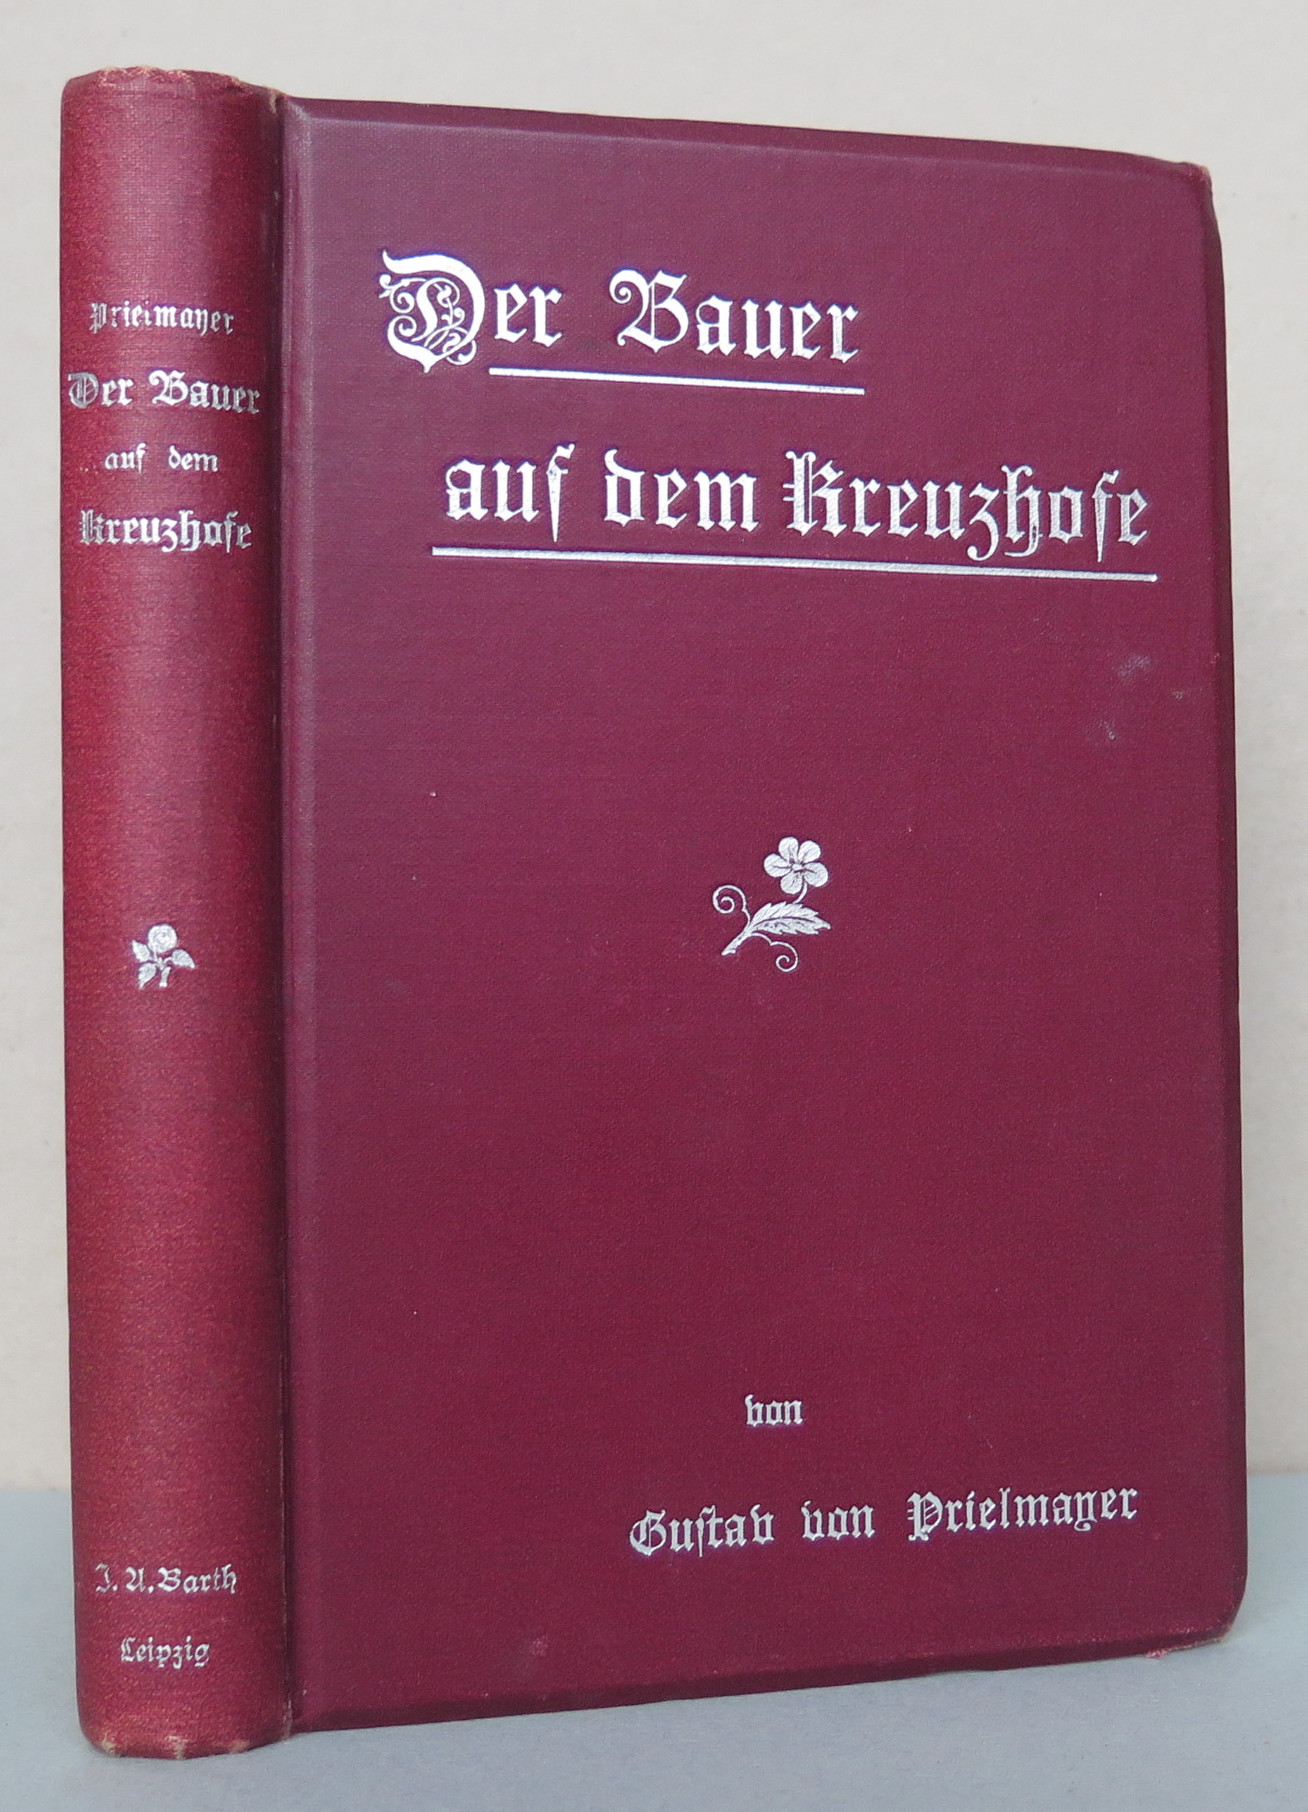 Prielmayer
Der Bauer
auf dem
Kreuzhofe
J. A. Barth
Leipzig
Der Bauer
auf dem Kreuzhofe
von
Guſtav von Prielmayer